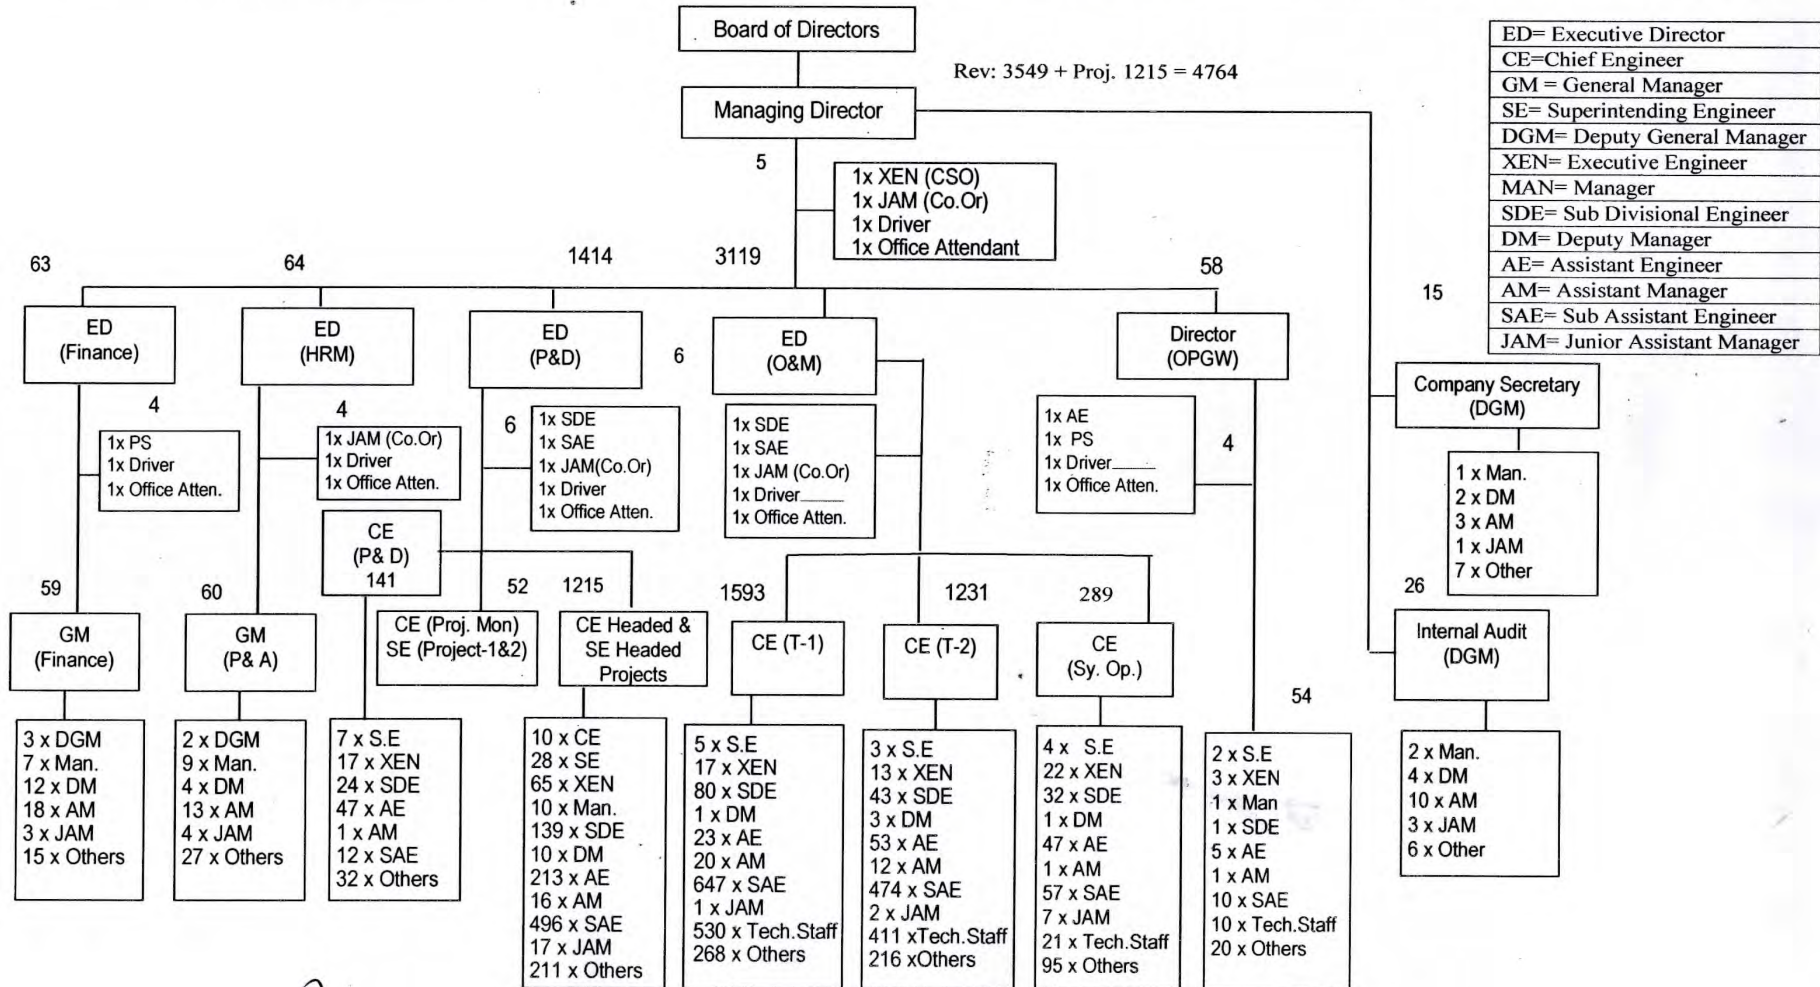 Board of Directors
Rev: 3549 + Proj. 1215 = 4764
Managing Director
ED= Executive Director
CE=Chief Engineer
GM = General Manager
SE= Superintending Engineer
DGM= Deputy General Manager
XEN= Executive Engineer
MAN= Manager
SDE= Sub Divisional Engineer
DM= Deputy Manager
AE= Assistant Engineer
AM= Assistant Manager
SAE= Sub Assistant Engineer
JAM= Junior Assistant Manager
5
1x XEN (CSO)
1x JAM (Co.Or)
1x Driver
1x Office Attendant
63
64
1414
3119
58
15
ED
(Finance)
ED
(HRM)
ED
(P&D)
6
ED
(O&M)
Director
(OPGW)
Company Secretary
(DGM)
4
1x PS
1x Driver
1x Office Atten.
4
1x JAM (Co.Or)
1x Driver
1x Office Atten.
6
1x SDE
1x SAE
1x JAM(Co.Or)
1x Driver
1x Office Atten.
1x SDE
1x SAE
1x JAM (Co.Or)
1x Driver
1x Office Atten.
1x AE
1x PS
1x Driver
1x Office Atten.
4
1 x Man.
2 x DM
3 x AM
1 x JAM
7 x Other
CE
(P& D)
141
59
60
52
1215
1593
1231
289
26
GM
(Finance)
GM
(P& A)
CE (Proj. Mon)
SE (Project-1&2)
CE Headed &
SE Headed
Projects
CE (T-1)
CE (T-2)
CE
(Sy. Op.)
Internal Audit
(DGM)
54
3 x DGM
7 x Man.
12 x DM
18 x AM
3 x JAM
15 x Others
2 x DGM
9 x Man.
4 x DM
13 x AM
4 x JAM
27 x Others
7 x S.E
17 x XEN
24 x SDE
47 x AE
1 x AM
12 x SAE
32 x Others
10 x CE
28 x SE
65 x XEN
10 x Man.
139 x SDE
10 x DM
213 x AE
16 x AM
496 x SAE
17 x JAM
211 x Others
5 x S.E
17 x XEN
80 x SDE
1 x DM
23 x AE
20 x AM
647 x SAE
1 x JAM
530 x Tech.Staff
268 x Others
3 x S.E
13 x XEN
43 x SDE
3 x DM
53 x AE
12 x AM
474 x SAE
2 x JAM
411 xTech.Staff
216 xOthers
4 x S.E
22 x XEN
32 x SDE
1 x DM
47 x AE
1 x AM
57 x SAE
7 x JAM
21 x Tech.Staff
95 x Others
2 x S.E
3 x XEN
1 x Man
1 x SDE
5 x AE
1 x AM
10 x SAE
10 x Tech.Staff
20 x Others
2 x Man.
4 x DM
10 x AM
3 x JAM
6 x Other